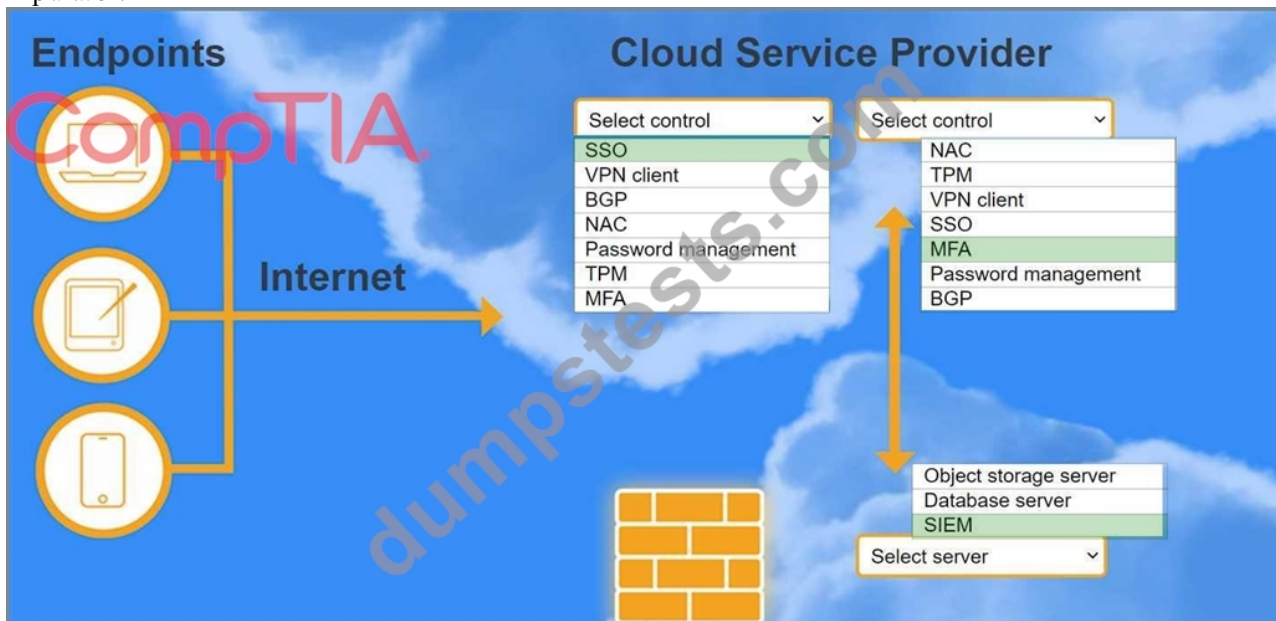 Endpoints
Cloud Service Provider
CompTIA.
Select control
SSO
VPN client
BGP
NAC
Password management
TPM
MFA
Select control
NAC
TPM
VPN client
SSO
MFA
Password management
BGP
Internet
Object storage server
Database server
SIEM
Select server
dumpstests.com